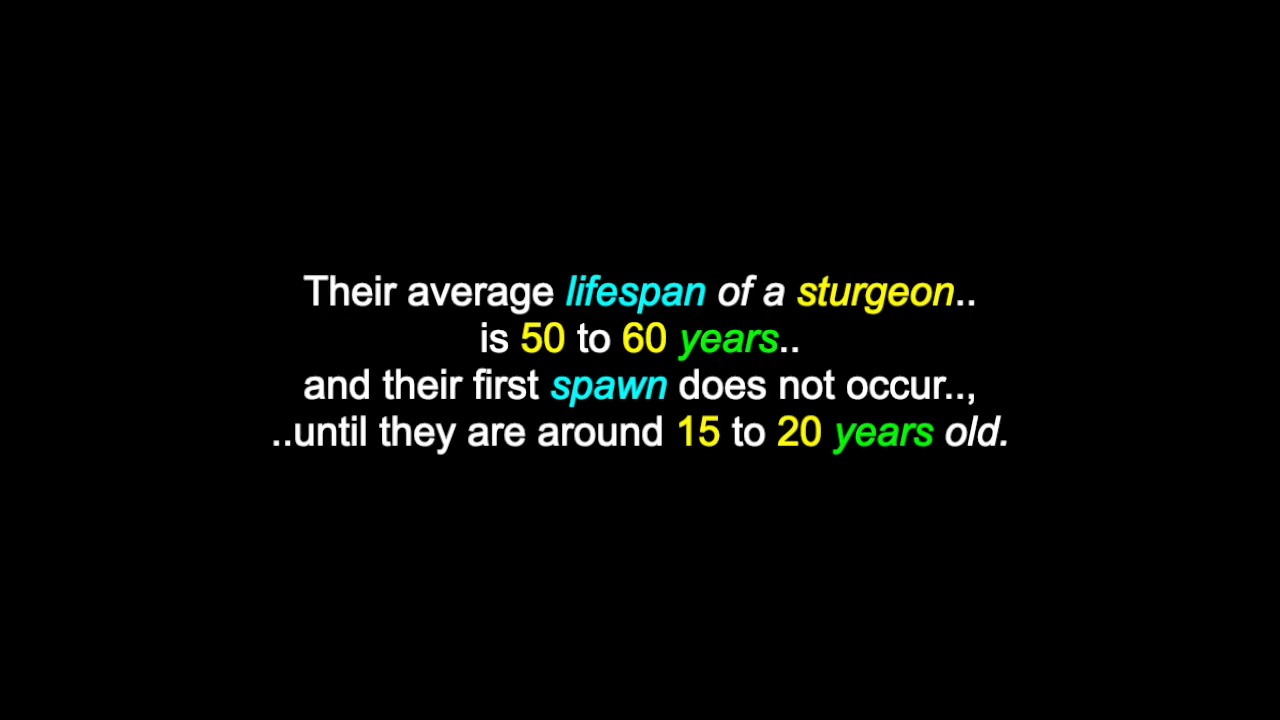 Their average lifespan of a sturgeon..
is 50 to 60 years..
and their first spawn does not occur..,
..until they are around 15 to 20 years old.